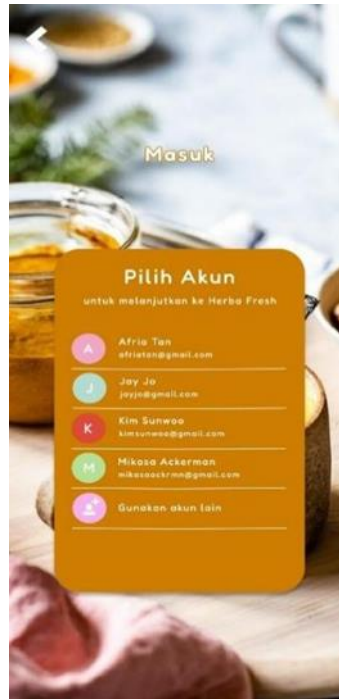 Masuk
Pilih Akun
untuk melanjutkan ke Herba Fresh
A
Afria Tan
afriatan@gmail.com
J
Jay Jo
jayjo@gmail.com
K
Kim Sunwoo
kimsunwoo@gmail.com
M
Mikasa Ackerman
mikasaackrmn@gmail.com
Gunakan akun lain